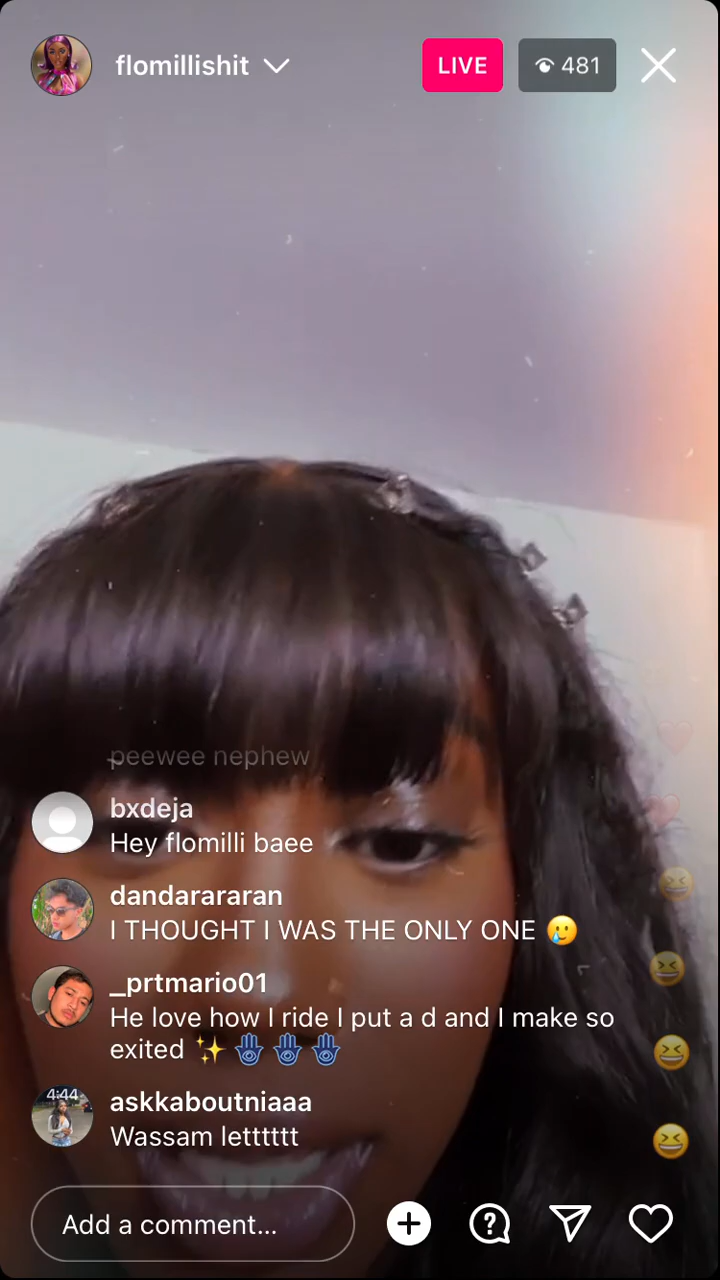 flomillishit
LIVE
481
peewee nephew
bxdeja
Hey flomilli baee
dandarararan
I THOUGHT I WAS THE ONLY ONE 🥲
_prtmario01
He love how I ride I put a d and I make so
exited ✨ 🪬 🪬 🪬
4:44
askkaboutniaaa
Wassam letttttt
Add a comment...